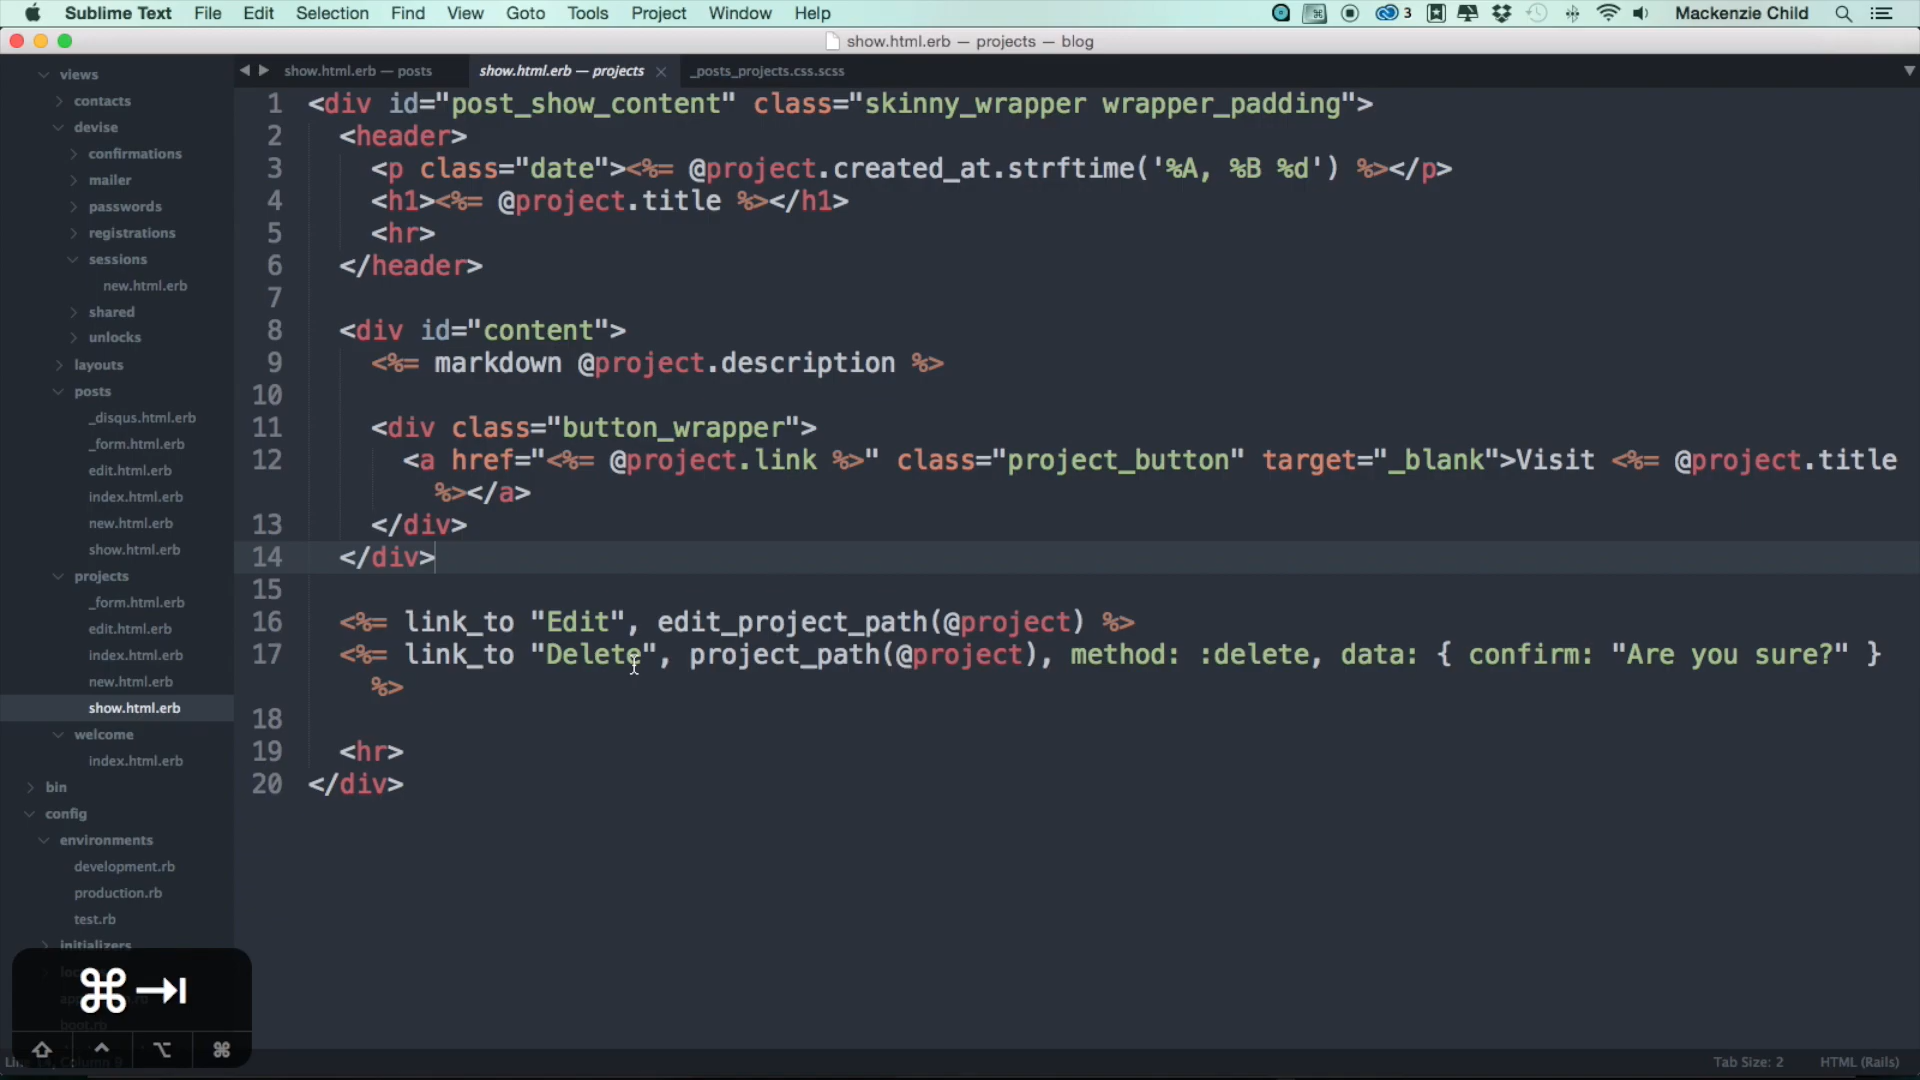 Sublime Text File Edit Selection Find View Goto Tools Project Window Help 3 Mackenzie Child
show.html.erb — projects — blog
show.html.erb — posts show.html.erb — projects _posts_projects.css.scss
views
contacts
devise
confirmations
mailer
passwords
registrations
sessions
new.html.erb
shared
unlocks
layouts
posts
_disqus.html.erb
_form.html.erb
edit.html.erb
index.html.erb
new.html.erb
show.html.erb
projects
_form.html.erb
edit.html.erb
index.html.erb
new.html.erb
show.html.erb
welcome
index.html.erb
bin
config
environments
development.rb
production.rb
test.rb
initializers
boot.rb
1 <div id="post_show_content" class="skinny_wrapper wrapper_padding">
2 <header>
3 <p class="date"><%= @project.created_at.strftime('%A, %B %d') %></p>
4 <h1><%= @project.title %></h1>
5 <hr>
6 </header>
7
8 <div id="content">
9 <%= markdown @project.description %>
10
11 <div class="button_wrapper">
12 <a href="<%= @project.link %>" class="project_button" target="_blank">Visit <%= @project.title
%></a>
13 </div>
14 </div>
15
16 <%= link_to "Edit", edit_project_path(@project) %>
17 <%= link_to "Delete", project_path(@project), method: :delete, data: { confirm: "Are you sure?" }
%>
18
19 <hr>
20 </div>
⌘⇥
⇧ ⌃ ⌥ ⌘
Tab Size: 2 HTML (Rails)